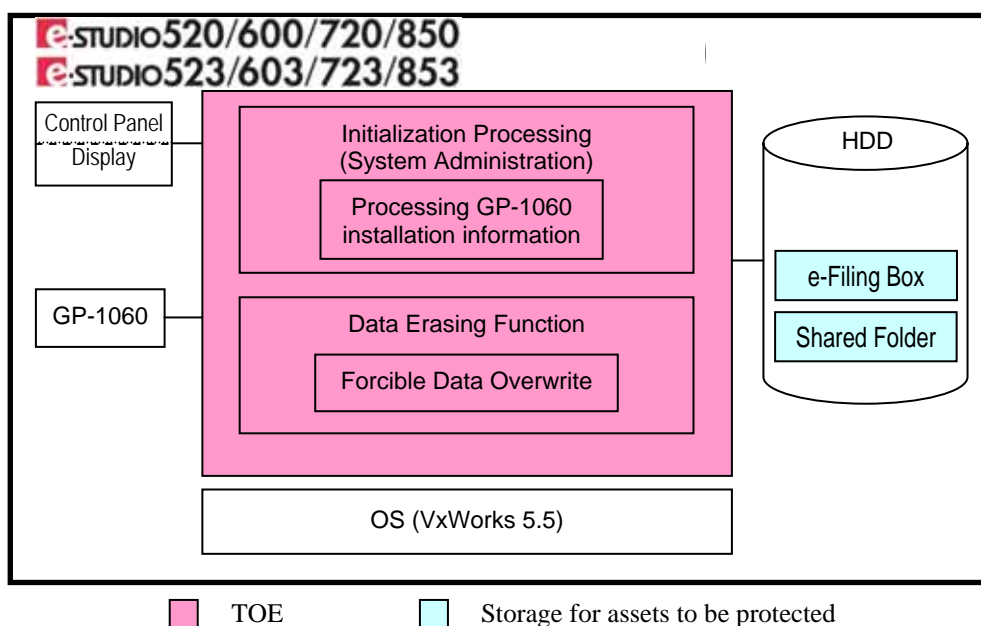 e-STUDIO520/600/720/850
e-STUDIO523/603/723/853
Control Panel
Display
Initialization Processing
(System Administration)
Processing GP-1060
installation information
HDD
e-Filing Box
Shared Folder
GP-1060
Data Erasing Function
Forcible Data Overwrite
OS (VxWorks 5.5)
TOE
Storage for assets to be protected